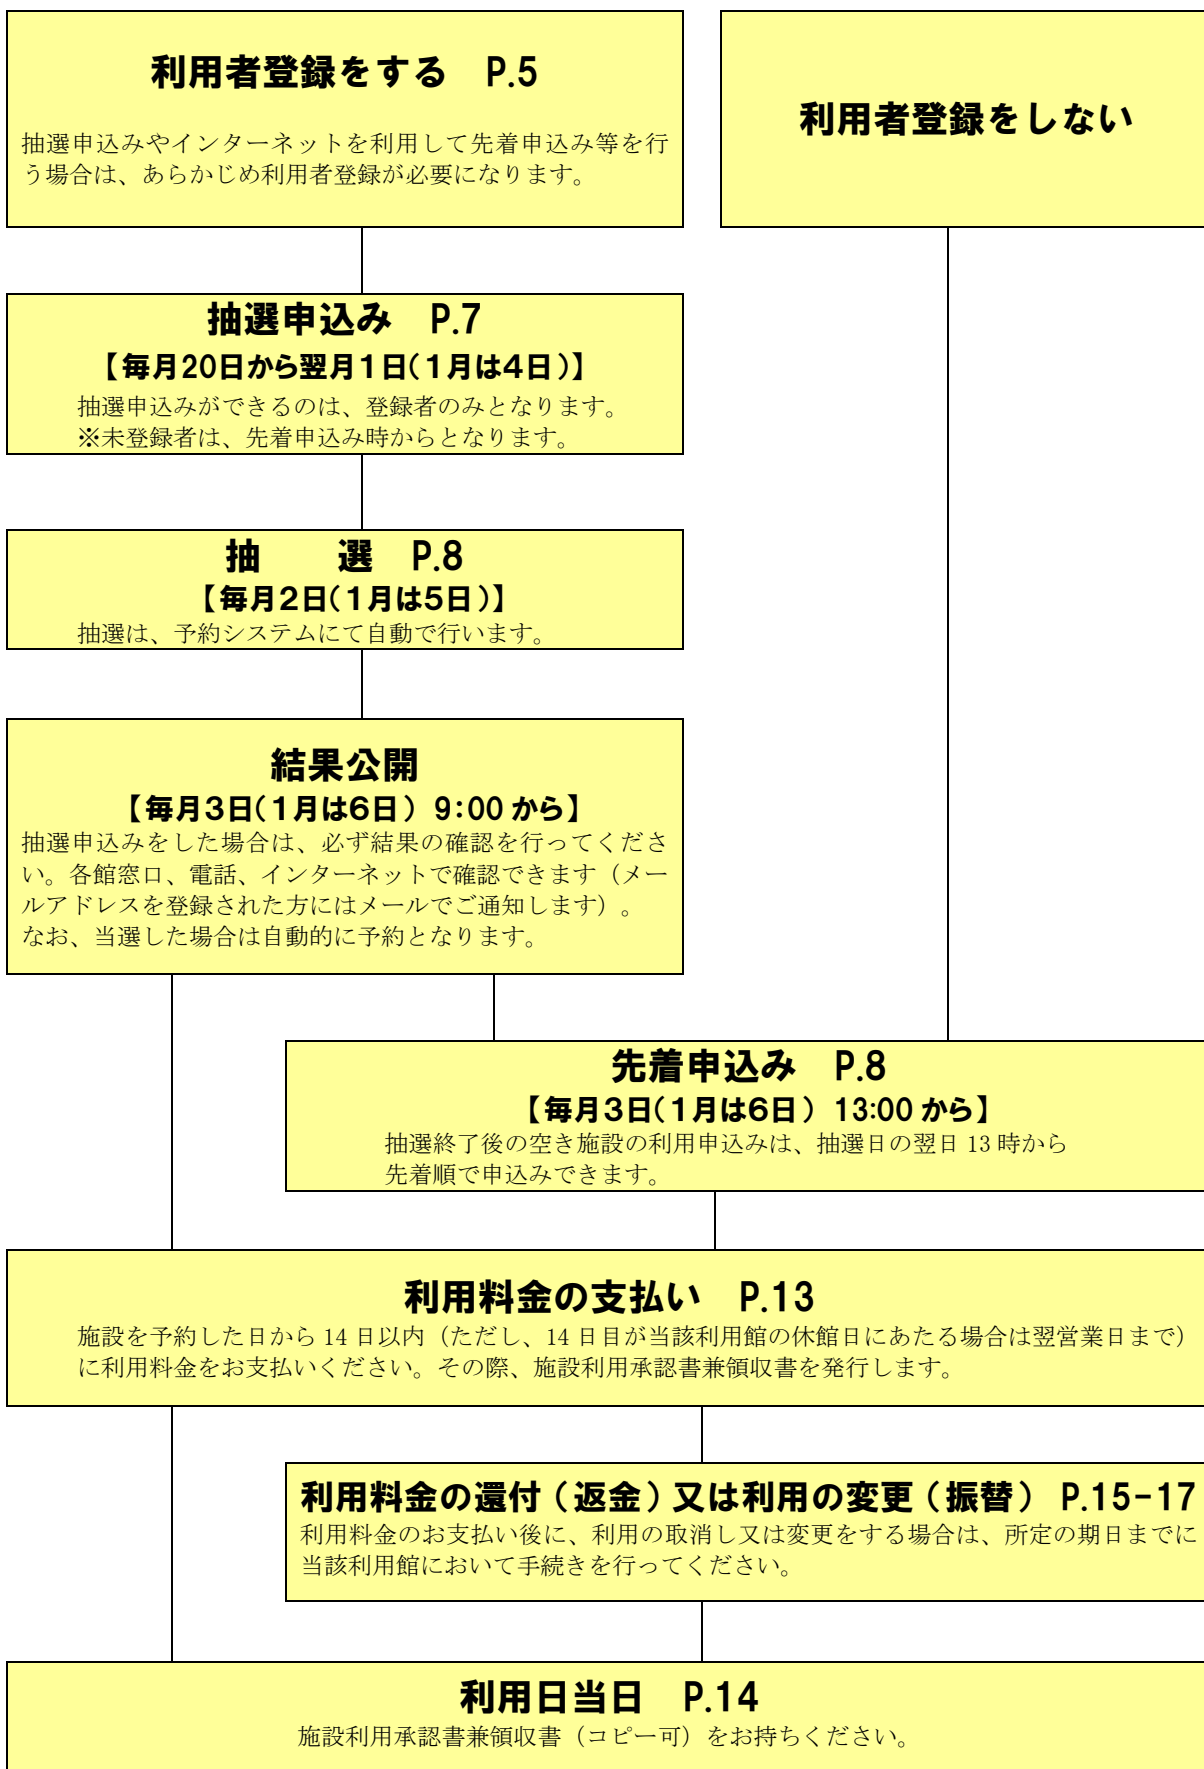 利用者登録をする　P.5
抽選申込みやインターネットを利用して先着申込み等を行
う場合は、あらかじめ利用者登録が必要になります。
利用者登録をしない
抽選申込み　P.7
【毎月20日から翌月1日（1月は4日）】
抽選申込みができるのは、登録者のみとなります。
※未登録者は、先着申込み時からとなります。
抽　　選　P.8
【毎月2日（1月は5日）】
抽選は、予約システムにて自動で行います。
結果公開
【毎月3日（1月は6日） 9:00 から】
抽選申込みをした場合は、必ず結果の確認を行ってくださ
い。各館窓口、電話、インターネットで確認できます（メー
ルアドレスを登録された方にはメールでご通知します）。
なお、当選した場合は自動的に予約となります。
先着申込み　P.8
【毎月3日（1月は6日） 13:00 から】
抽選終了後の空き施設の利用申込みは、抽選日の翌日 13 時から
先着順で申込みできます。
利用料金の支払い　P.13
施設を予約した日から 14 日以内（ただし、14 日目が当該利用館の休館日にあたる場合は翌営業日まで）
に利用料金をお支払いください。その際、施設利用承認書兼領収書を発行します。
利用料金の還付（返金）又は利用の変更（振替） P.15-17
利用料金のお支払い後に、利用の取消し又は変更をする場合は、所定の期日までに
当該利用館において手続きを行ってください。
利用日当日　P.14
施設利用承認書兼領収書（コピー可）をお持ちください。